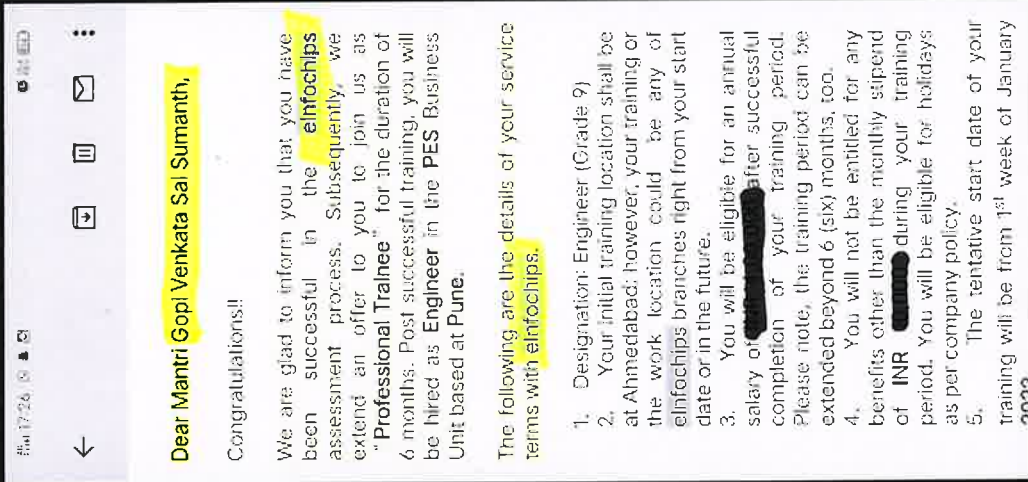 17:26
Dear Mantri Gopi Venkata Sai Sumanth,
Congratulations!!
We are glad to inform you that you have
been successful in the eInfochips
assessment process. Subsequently, we
extend an offer to you to join us as
"Professional Trainee" for the duration of
6 months. Post successful training, you will
be hired as Engineer in the PES Business
Unit based at Pune.
The following are the details of your service
terms with eInfochips.
1. Designation: Engineer (Grade 9)
2. Your initial training location shall be
at Ahmedabad; however, your training or
the work location could be any of
eInfochips branches right from your start
date or in the future.
3. You will be eligible for an annual
salary of after successful
completion of your training period.
Please note, the training period can be
extended beyond 6 (six) months, too.
4. You will not be entitled for any
benefits other than the monthly stipend
of INR during your training
period. You will be eligible for holidays
as per company policy.
5. The tentative start date of your
training will be from 1st week of January